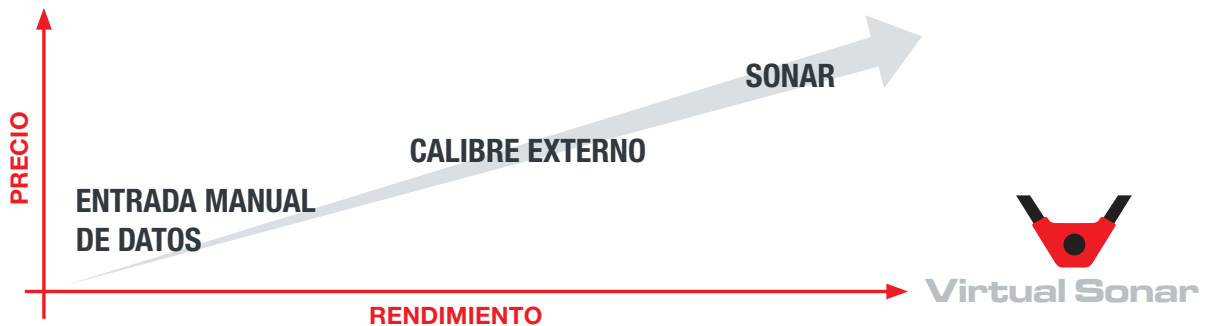 SONAR
CALIBRE EXTERNO
PRECIO
ENTRADA MANUAL
DE DATOS
Virtual Sonar
RENDIMIENTO